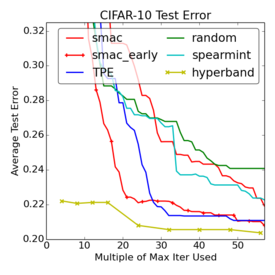 CIFAR-10 Test Error
0.32
0.30
0.28
0.26
0.24
0.22
0.20
Average Test Error
smac
smac_early
TPE
random
spearmint
hyperband
0 10 20 30 40 50
Multiple of Max Iter Used